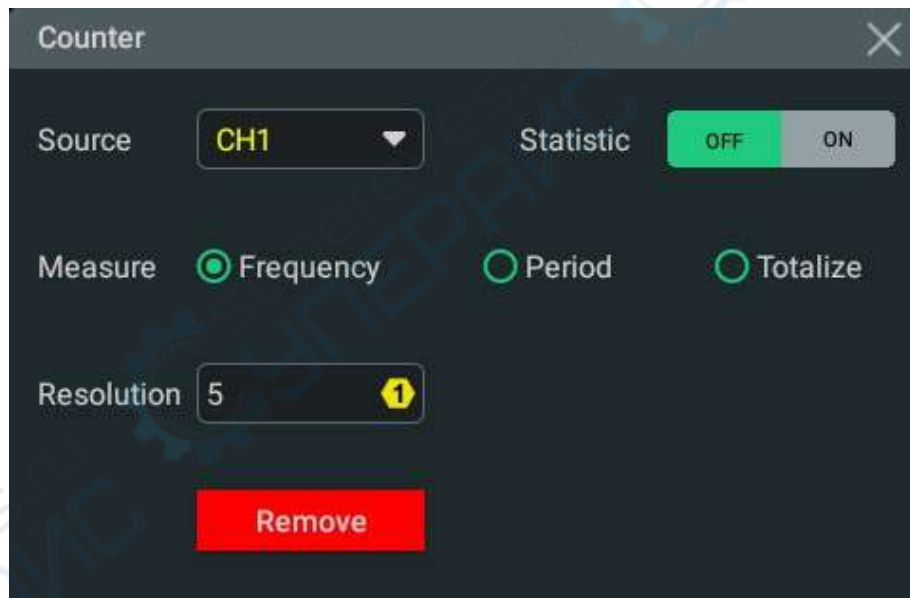 Counter
Source CH1 Statistic OFF ON
Measure Frequency Period Totalize
Resolution 5 1
Remove